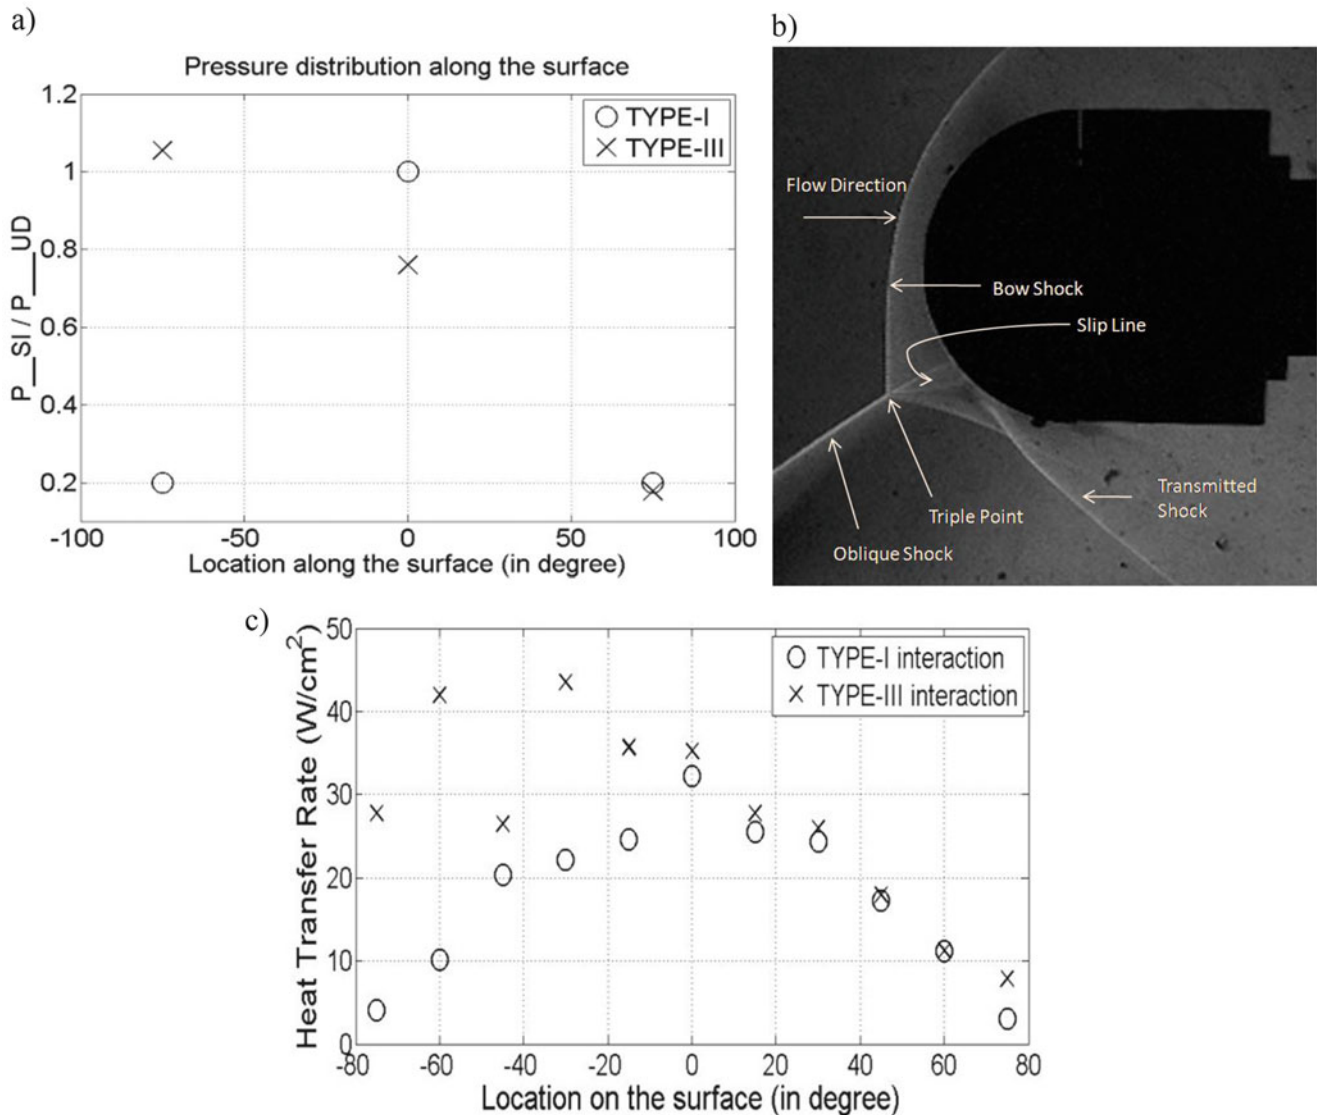 a)
Pressure distribution along the surface
1.2
1
0.8
0.6
0.4
0.2
-100
-50
0
50
100
P__SI / P___UD
Location along the surface (in degree)
TYPE-I
TYPE-III
b)
Flow Direction
Bow Shock
Slip Line
Transmitted
Shock
Triple Point
Oblique Shock
c)
50
40
30
20
10
0
-80
-60
-40
-20
0
20
40
60
80
Heat Transfer Rate (W/cm²)
Location on the surface (in degree)
TYPE-I interaction
TYPE-III interaction